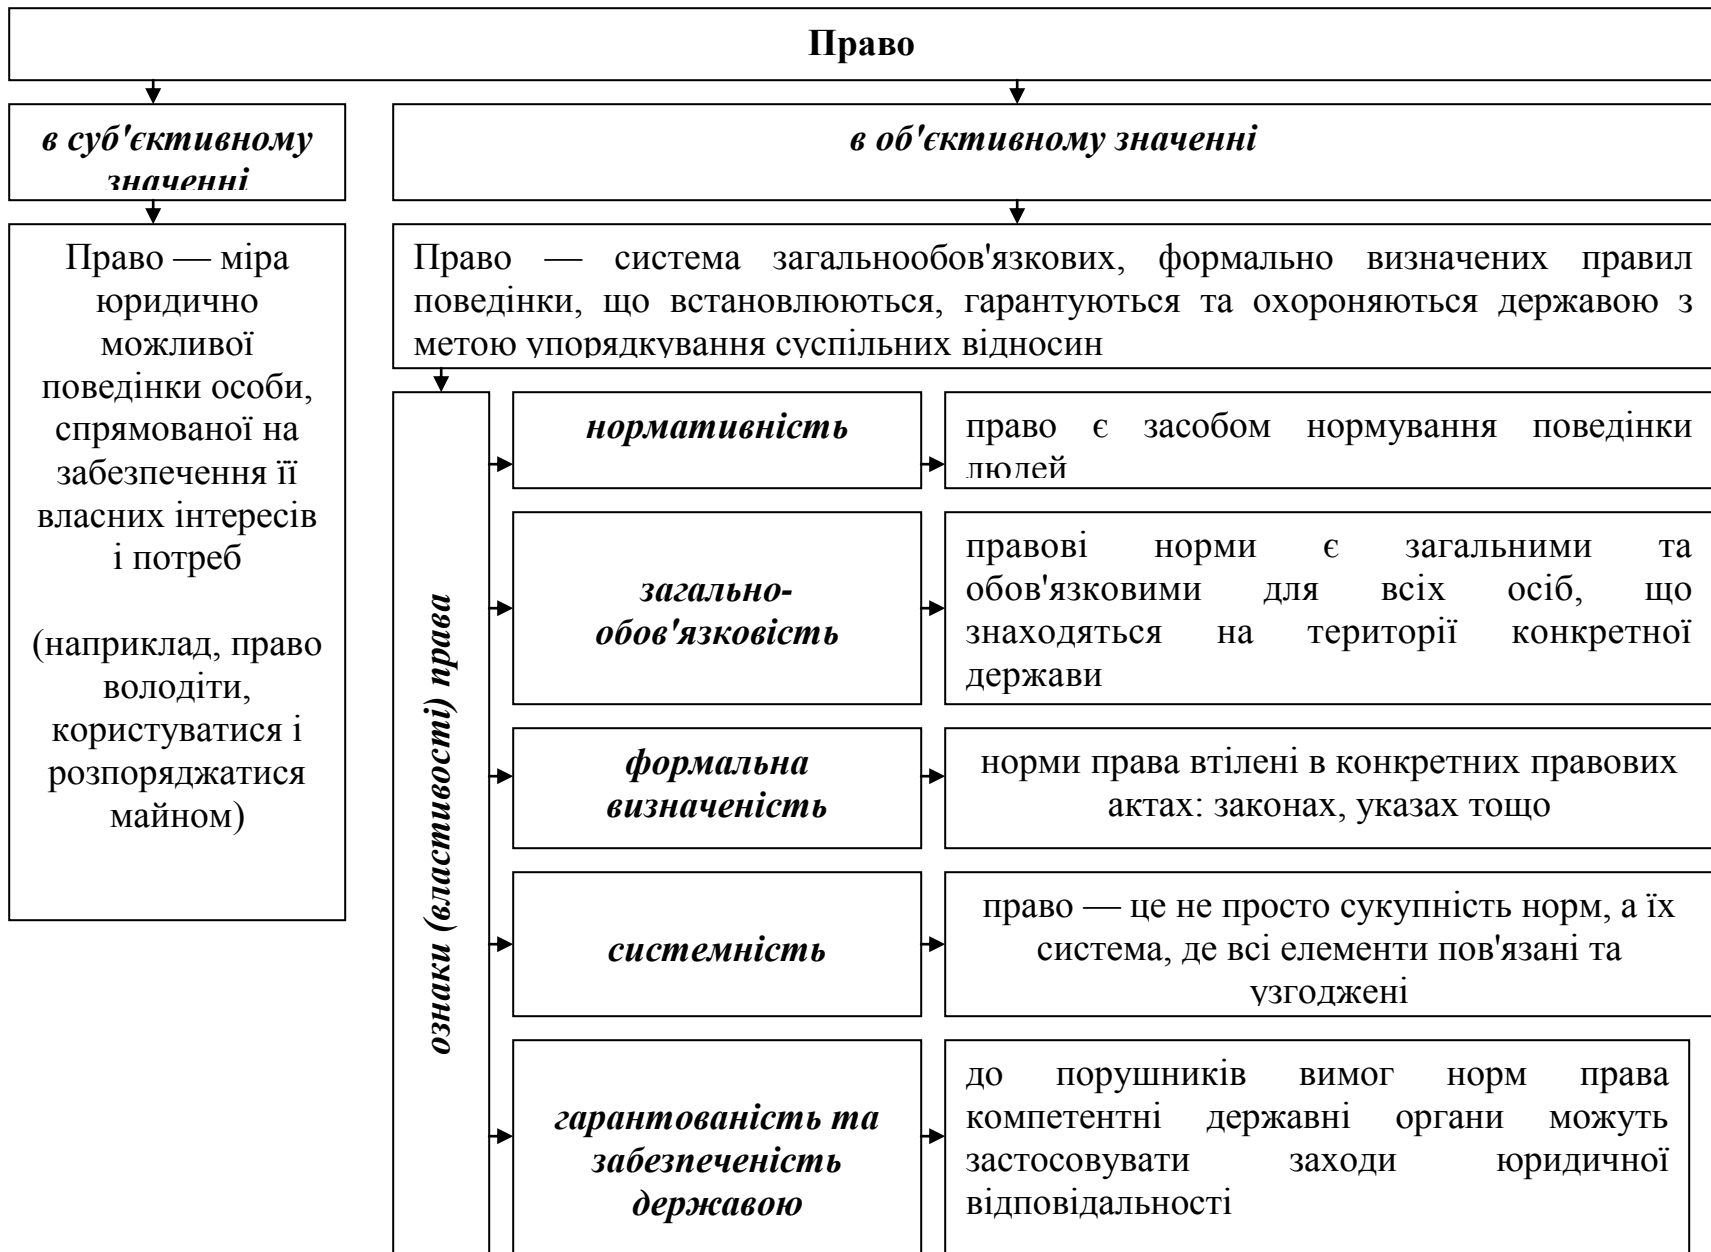 Право
в суб'єктивному
значенні
в об'єктивному значенні
Право — міра
юридично
можливої
поведінки особи,
спрямованої на
забезпечення її
власних інтересів
і потреб
(наприклад, право
володіти,
користуватися і
розпоряджатися
майном)
Право — система загальнообов'язкових, формально визначених правил
поведінки, що встановлюються, гарантуються та охороняються державою з
метою упорядкування суспільних відносин
ознаки (властивості) права
нормативність
право є засобом нормування поведінки
людей
загально-
обов'язковість
правові норми є загальними та
обов'язковими для всіх осіб, що
знаходяться на території конкретної
держави
формальна
визначеність
норми права втілені в конкретних правових
актах: законах, указах тощо
системність
право — це не просто сукупність норм, а їх
система, де всі елементи пов'язані та
узгоджені
гарантованість та
забезпеченість
державою
до порушників вимог норм права
компетентні державні органи можуть
застосовувати заходи юридичної
відповідальності